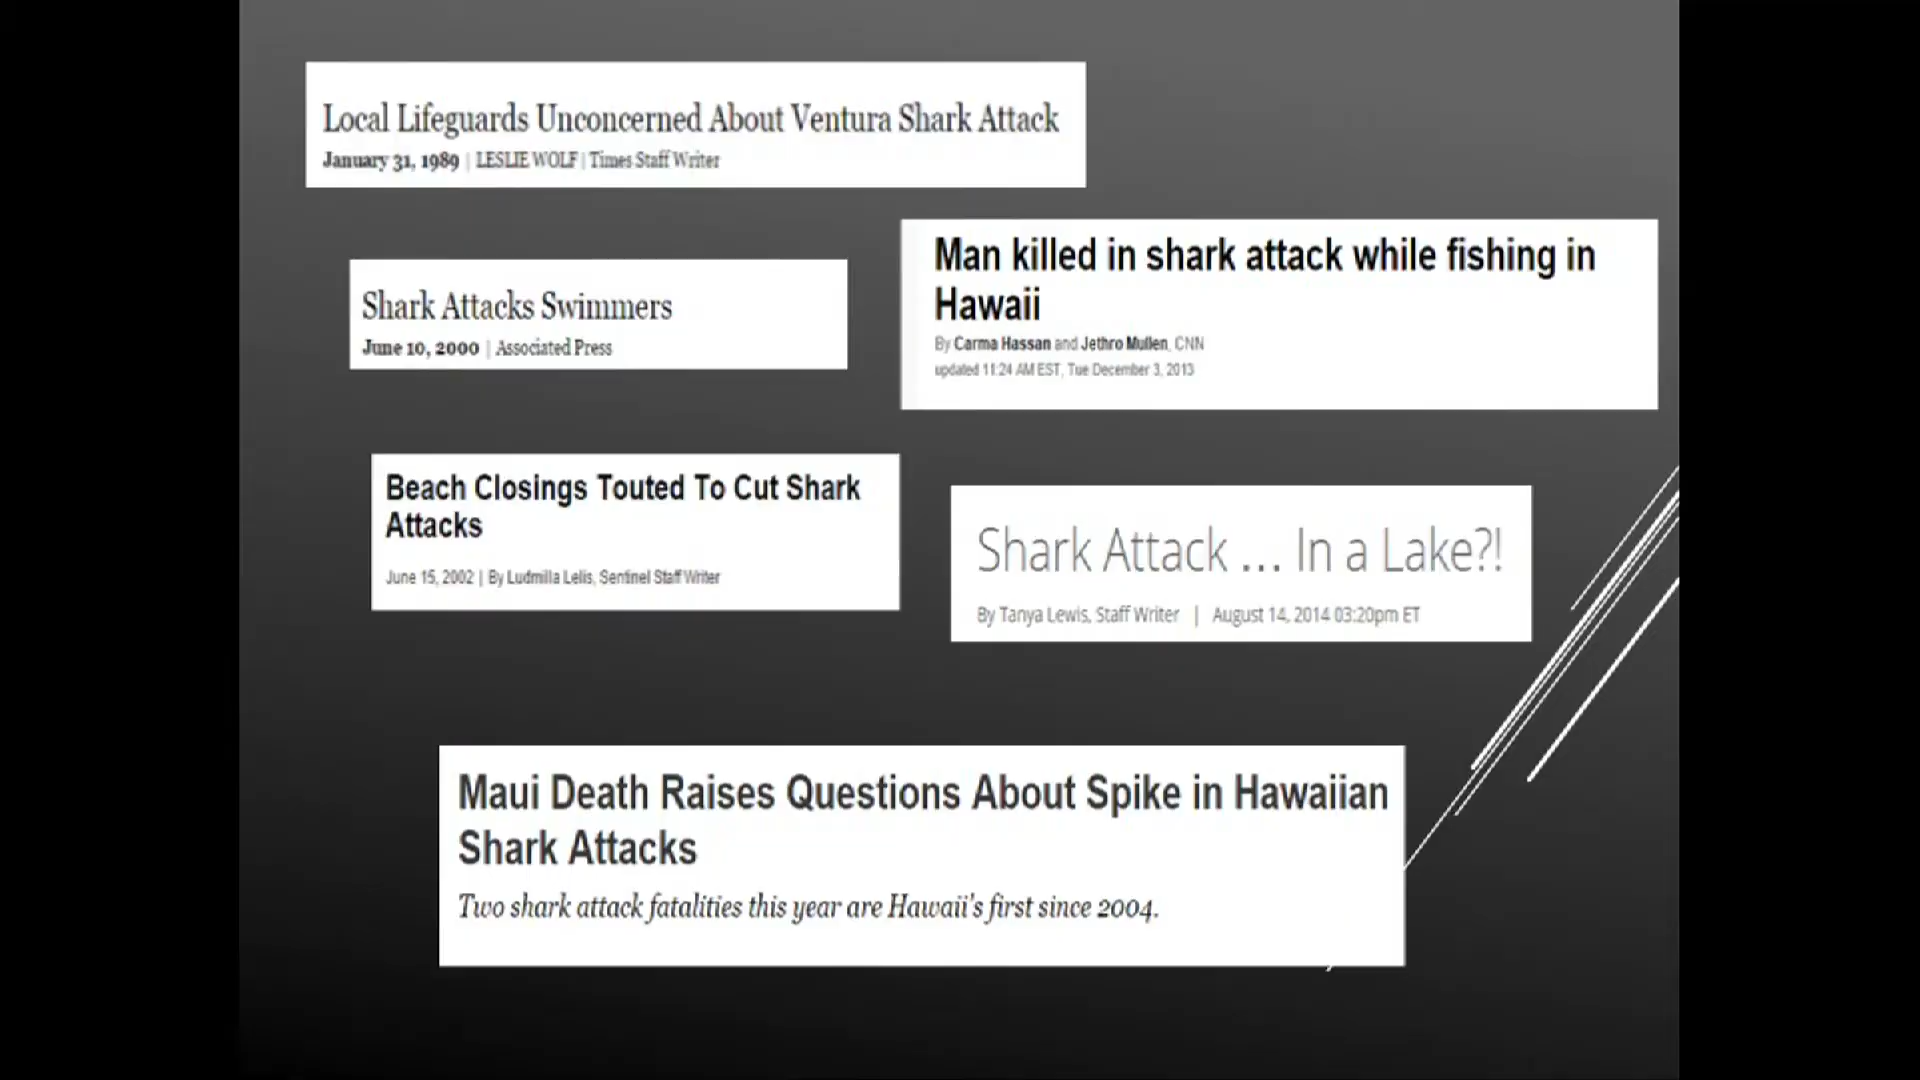 Local Lifeguards Unconcerned About Ventura Shark Attack
January 31, 1989 | LESLIE WOLF | Times Staff Writer
Shark Attacks Swimmers
June 10, 2000 | Associated Press
Man killed in shark attack while fishing in
Hawaii
By Carma Hassan and Jethro Mullen, CNN
updated 11:24 AM EST, Tue December 3, 2013
Beach Closings Touted To Cut Shark
Attacks
June 15, 2002 | By Ludmilla Lelis, Sentinel Staff Writer
Shark Attack ... In a Lake?!
By Tanya Lewis, Staff Writer | August 14, 2014 03:20pm ET
Maui Death Raises Questions About Spike in Hawaiian
Shark Attacks
Two shark attack fatalities this year are Hawaii's first since 2004.